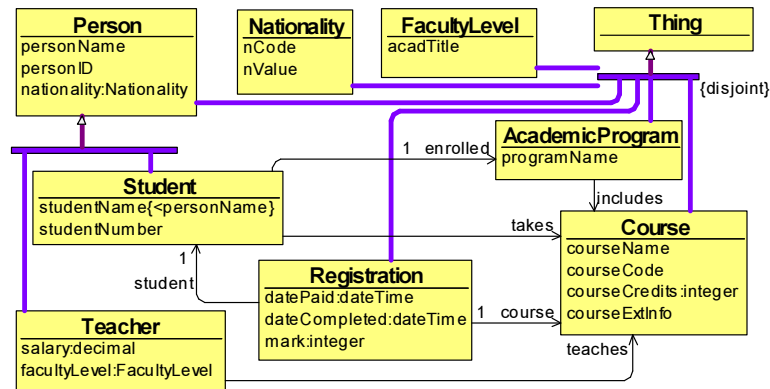 Person
personName
personID
nationality:Nationality
Nationality
nCode
nValue
FacultyLevel
acadTitle
Thing
{disjoint}
AcademicProgram
programName
1 enrolled
includes
Student
studentName{<personName}
studentNumber
takes
1
student
Course
courseName
courseCode
courseCredits:integer
courseExtInfo
Registration
datePaid:dateTime
dateCompleted:dateTime
mark:integer
1 course
Teacher
salary:decimal
facultyLevel:FacultyLevel
teaches